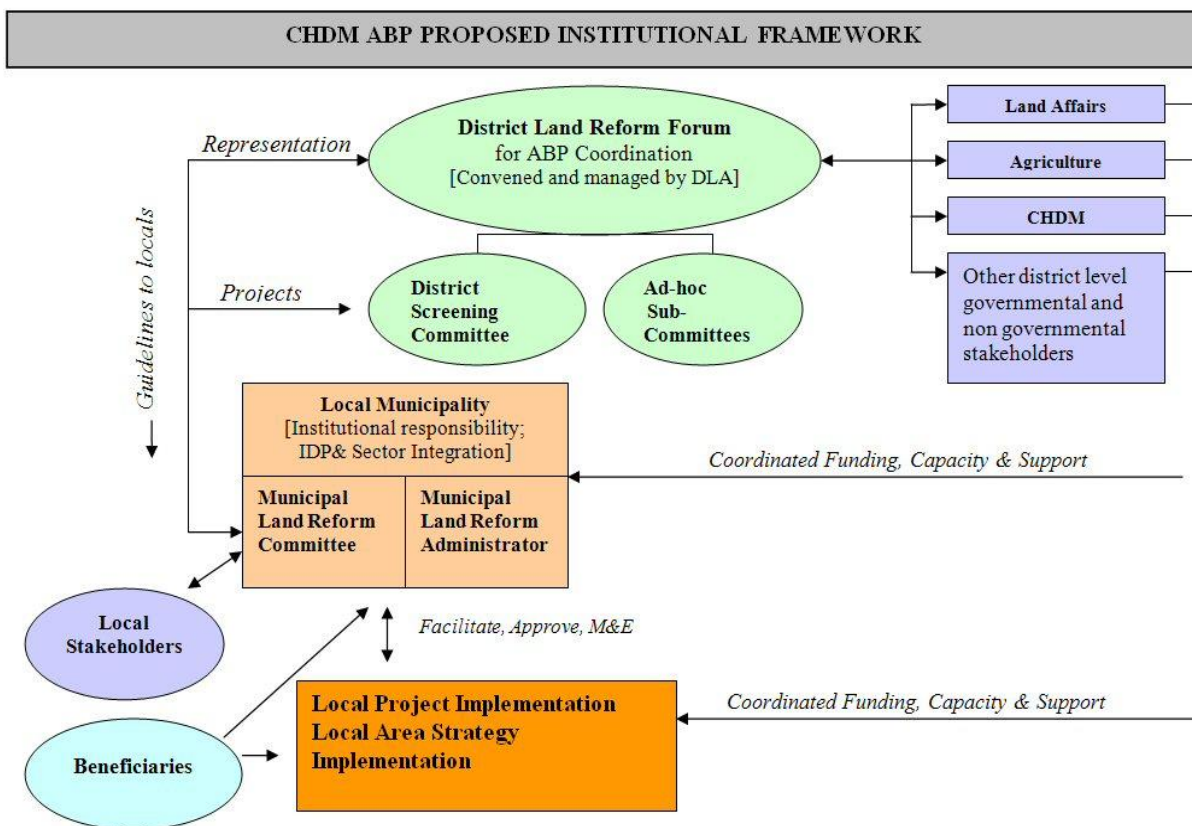 CHDM ABP PROPOSED INSTITUTIONAL FRAMEWORK
District Land Reform Forum
for ABP Coordination
[Convened and managed by DLA]
Representation
Land Affairs
Agriculture
CHDM
Other district level
governmental and
non governmental
stakeholders
Guidelines to locals
Projects
District
Screening
Committee
Ad-hoc
Sub-
Committees
Local Municipality
[Institutional responsibility;
IDP& Sector Integration]
Municipal
Land Reform
Committee
Municipal
Land Reform
Administrator
Coordinated Funding, Capacity & Support
Local
Stakeholders
Facilitate, Approve, M&E
Local Project Implementation
Local Area Strategy
Implementation
Coordinated Funding, Capacity & Support
Beneficiaries